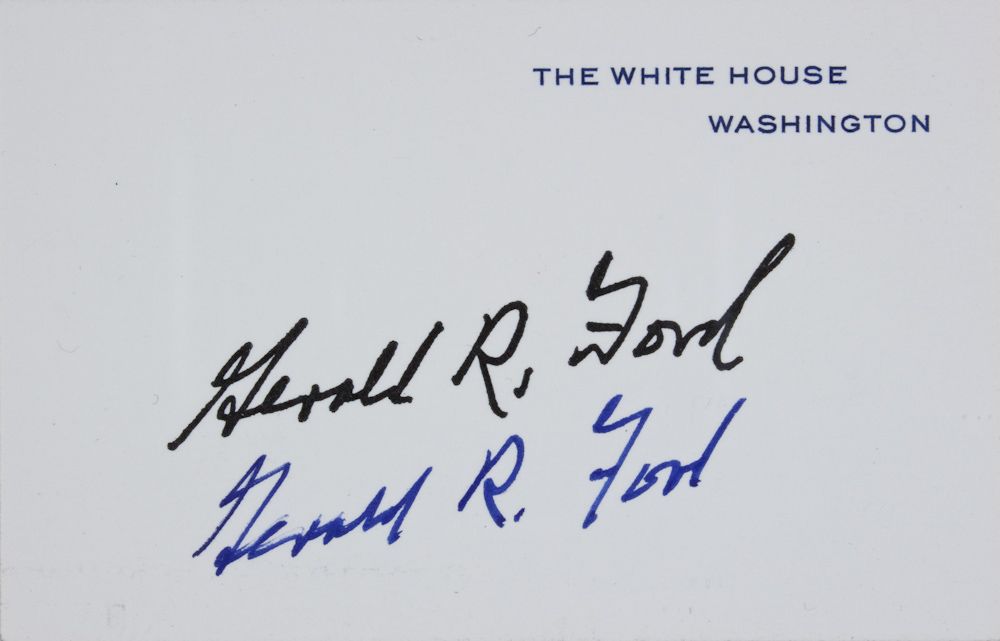 THE WHITE HOUSE
WASHINGTON
Gerald R. Ford
Gerald R. Ford